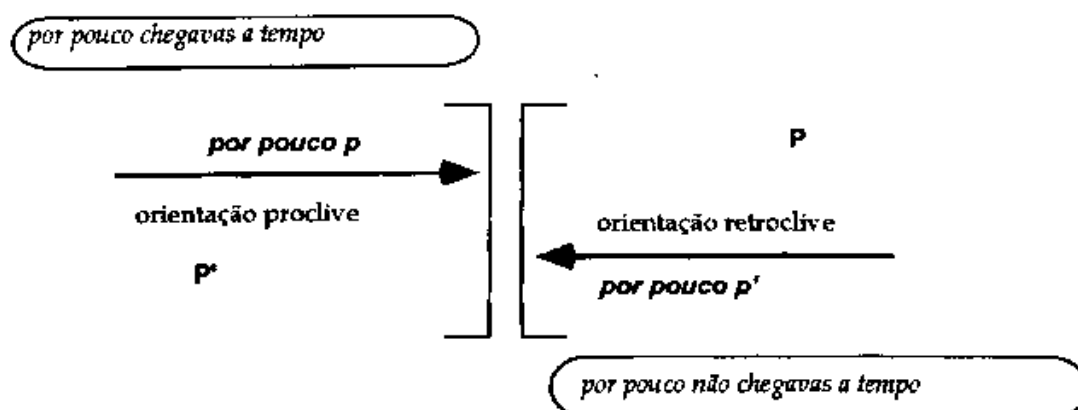 por pouco chegavas a tempo
por pouco p
P
orientação proclive
orientação retroclive
P'
por pouco p'
por pouco não chegavas a tempo